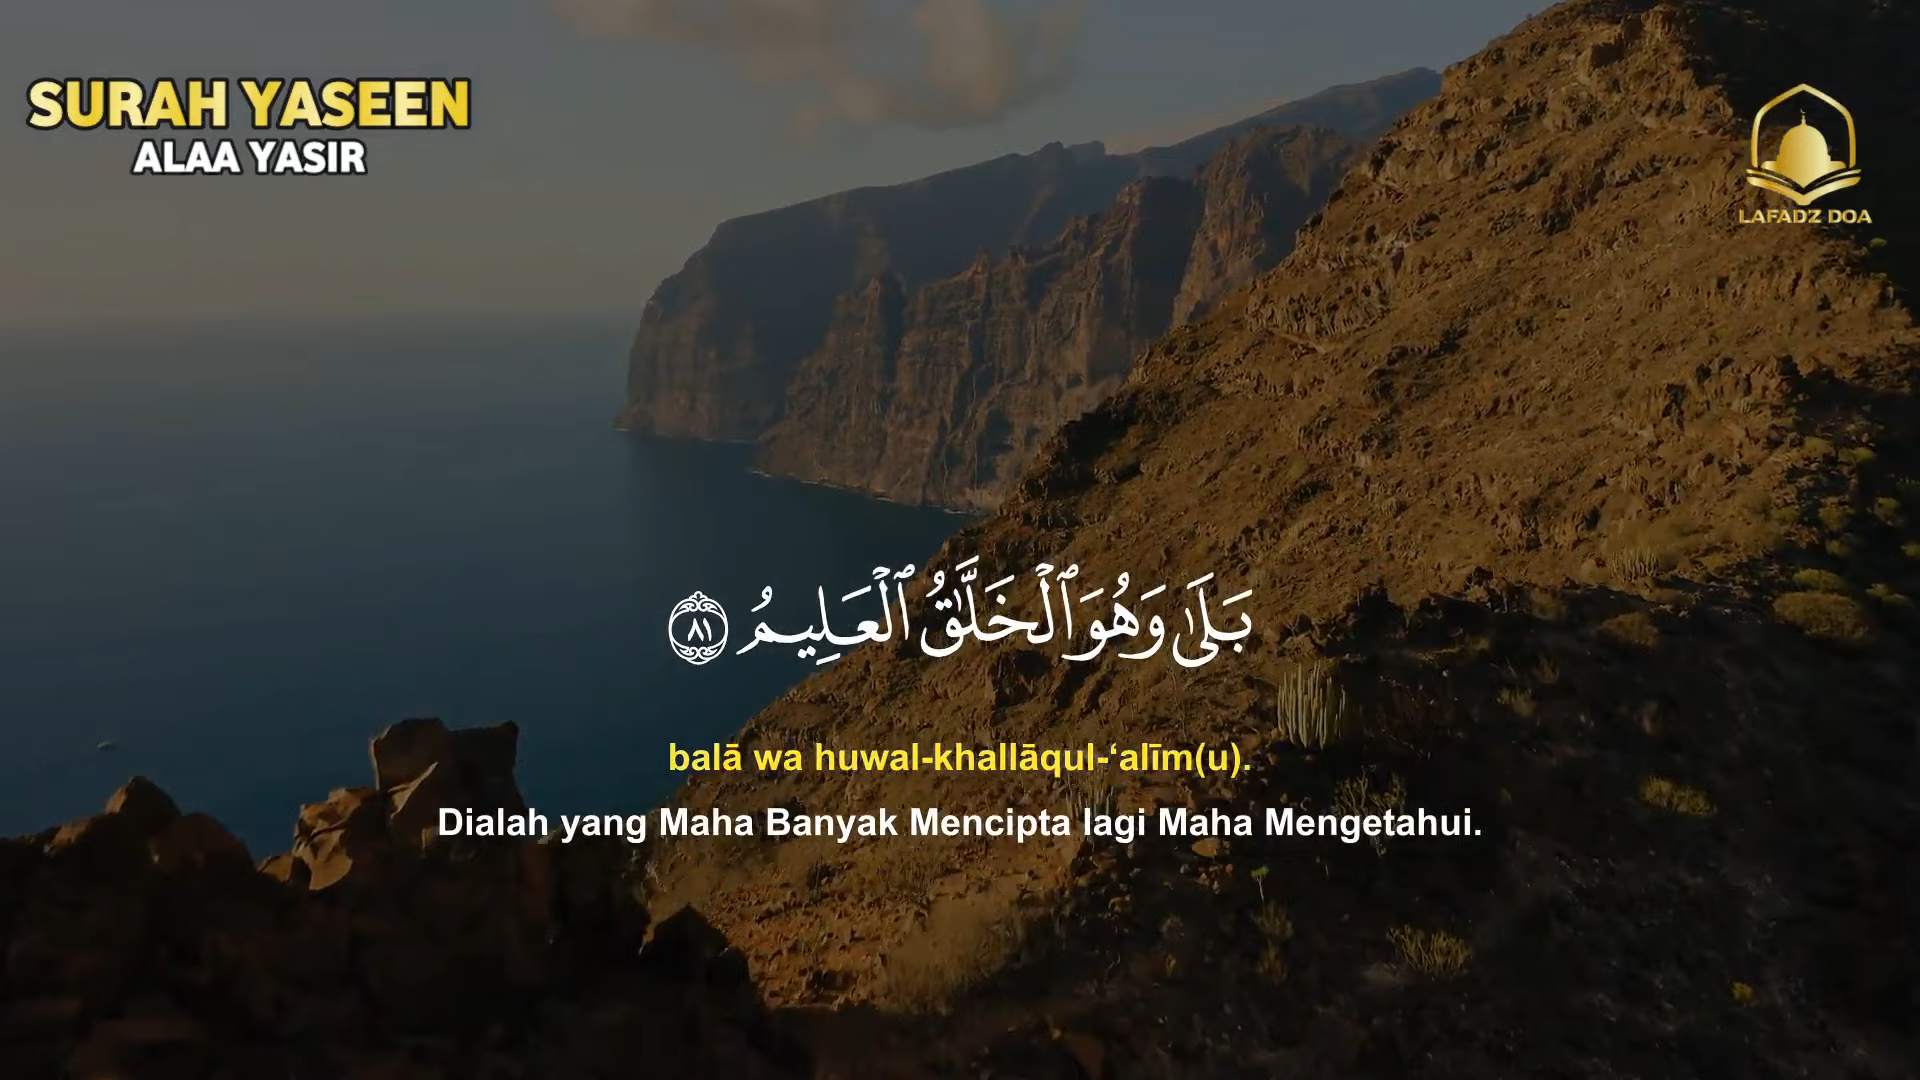 SURAH YASEEN
ALAA YASIR
LAFADZ DOA
بَلَىٰ وَهُوَ ٱلْخَلَّٰقُ ٱلْعَلِيمُ ٨١
balā wa huwal-khallāqul-‘alīm(u).
Dialah yang Maha Banyak Mencipta lagi Maha Mengetahui.